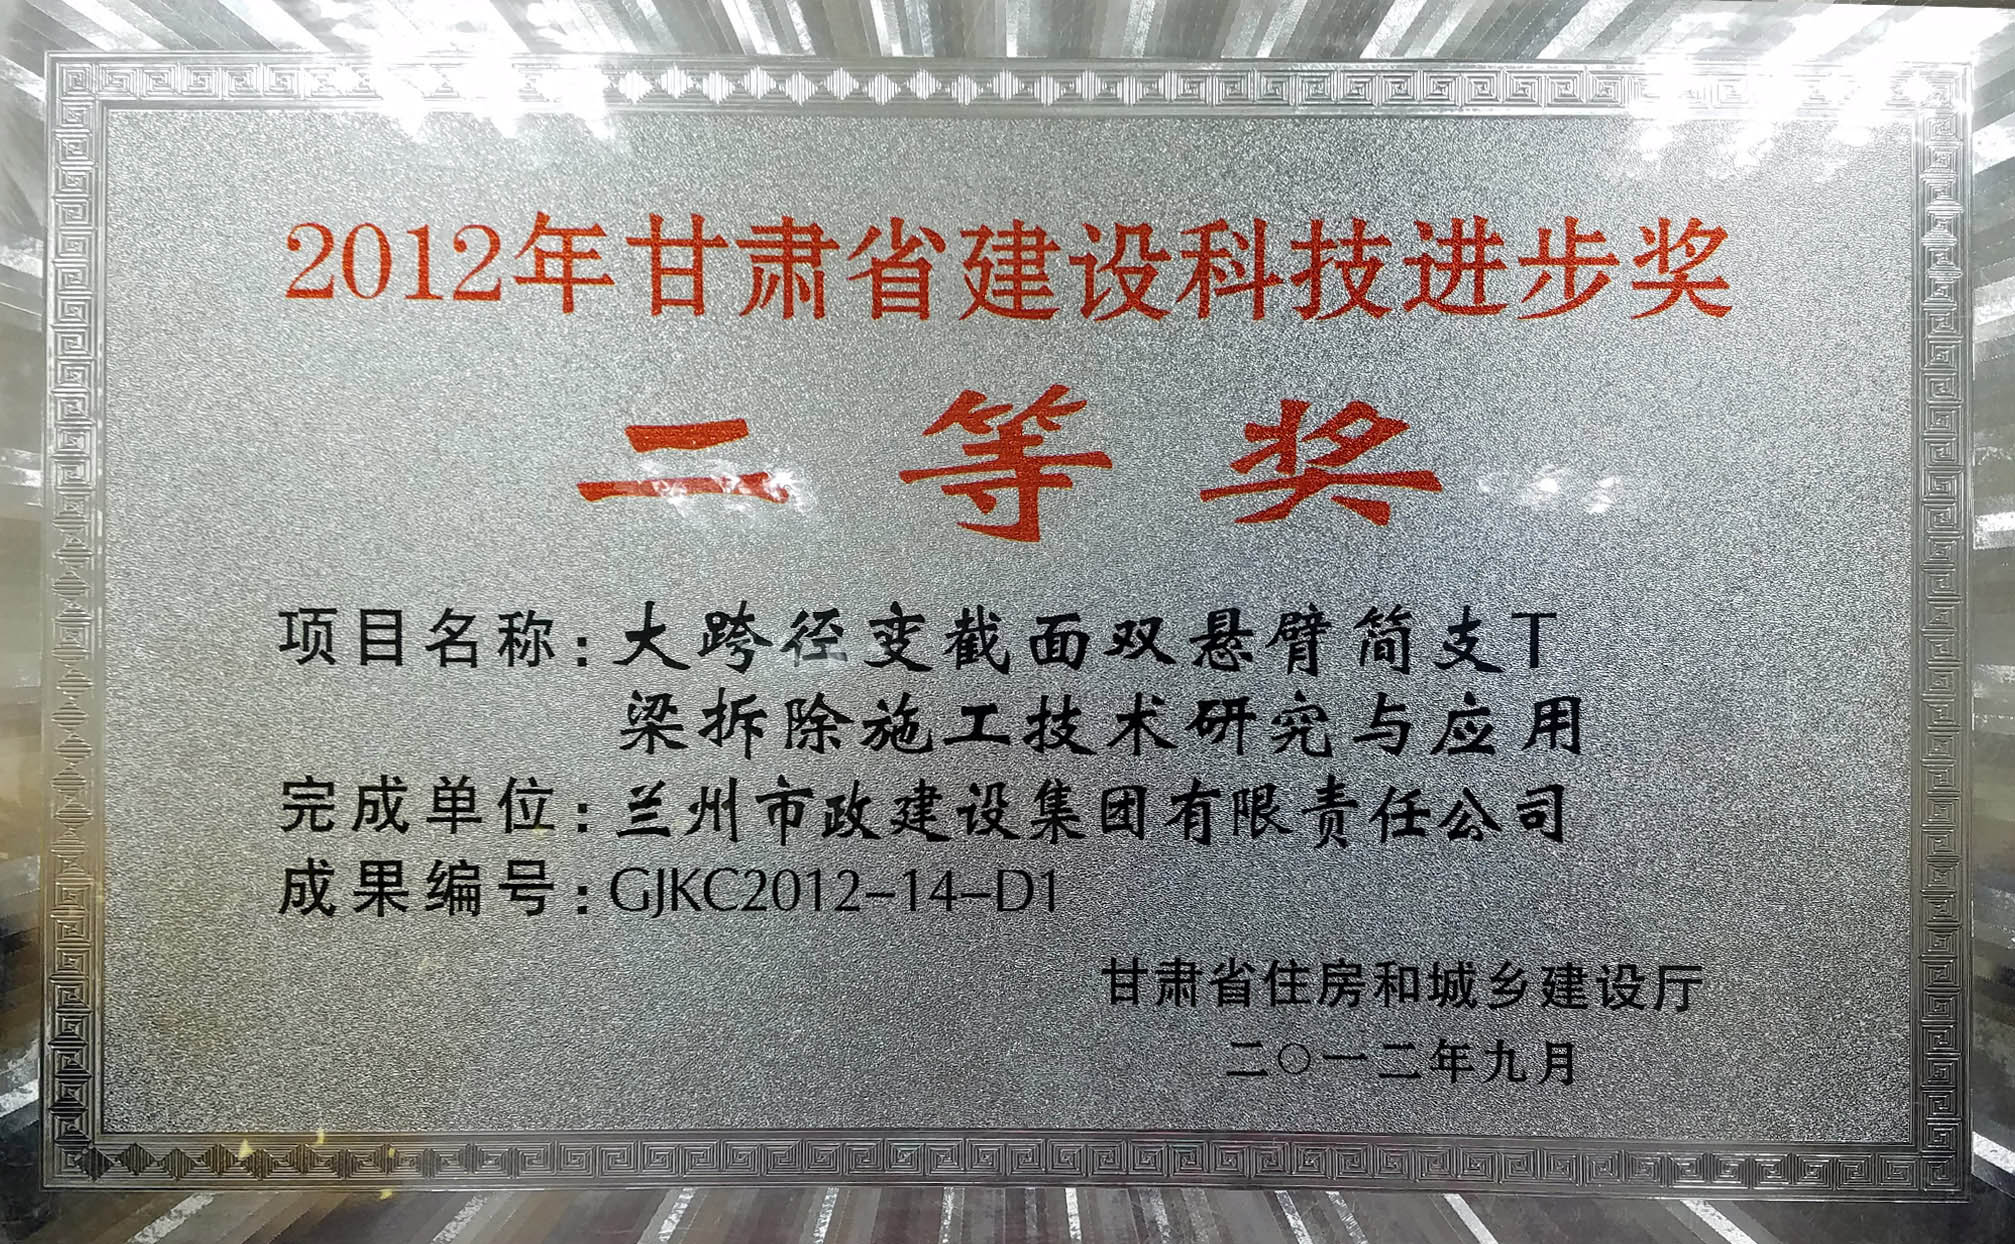 2012年甘肃省建设科技进步奖
二等奖
项目名称：大跨径变截面双悬臂简支T
梁拆除施工技术研究与应用
完成单位：兰州市政建设集团有限责任公司
成果编号：GJKC2012-14-D1
甘肃省住房和城乡建设厅
二〇一二年九月